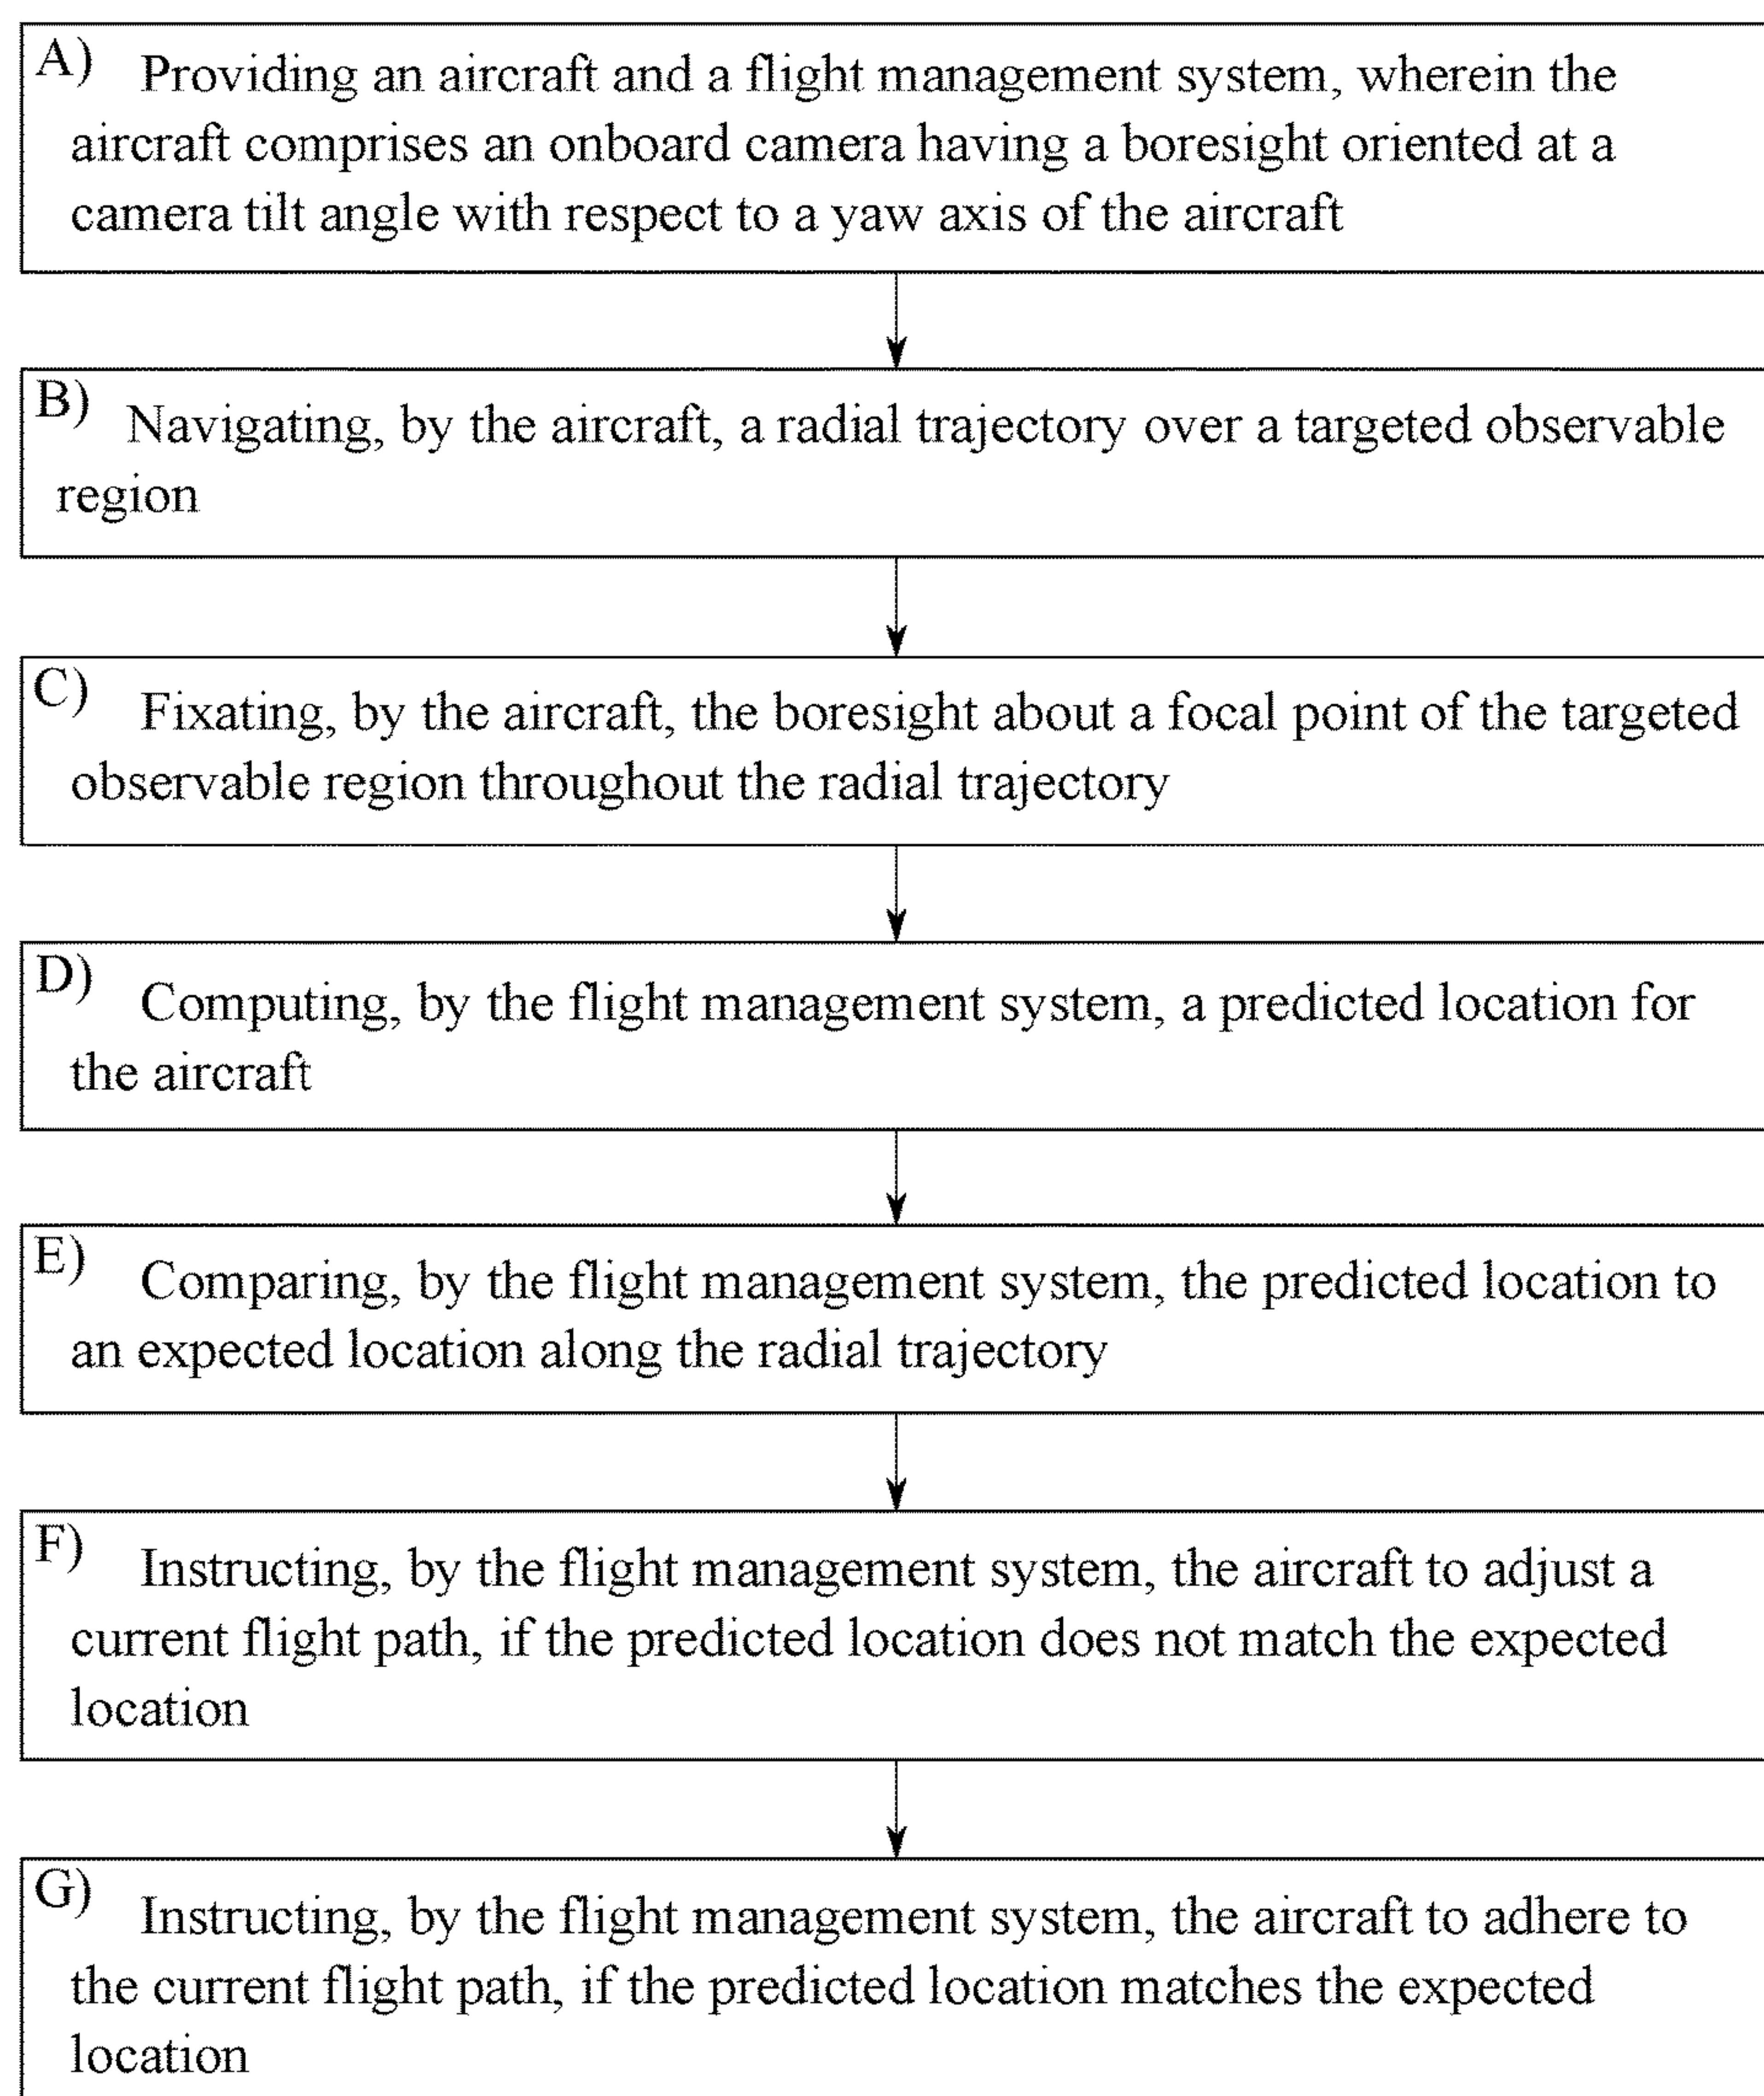 A) Providing an aircraft and a flight management system, wherein the
aircraft comprises an onboard camera having a boresight oriented at a
camera tilt angle with respect to a yaw axis of the aircraft
B) Navigating, by the aircraft, a radial trajectory over a targeted observable
region
C) Fixating, by the aircraft, the boresight about a focal point of the targeted
observable region throughout the radial trajectory
D) Computing, by the flight management system, a predicted location for
the aircraft
E) Comparing, by the flight management system, the predicted location to
an expected location along the radial trajectory
F) Instructing, by the flight management system, the aircraft to adjust a
current flight path, if the predicted location does not match the expected
location
G) Instructing, by the flight management system, the aircraft to adhere to
the current flight path, if the predicted location matches the expected
location